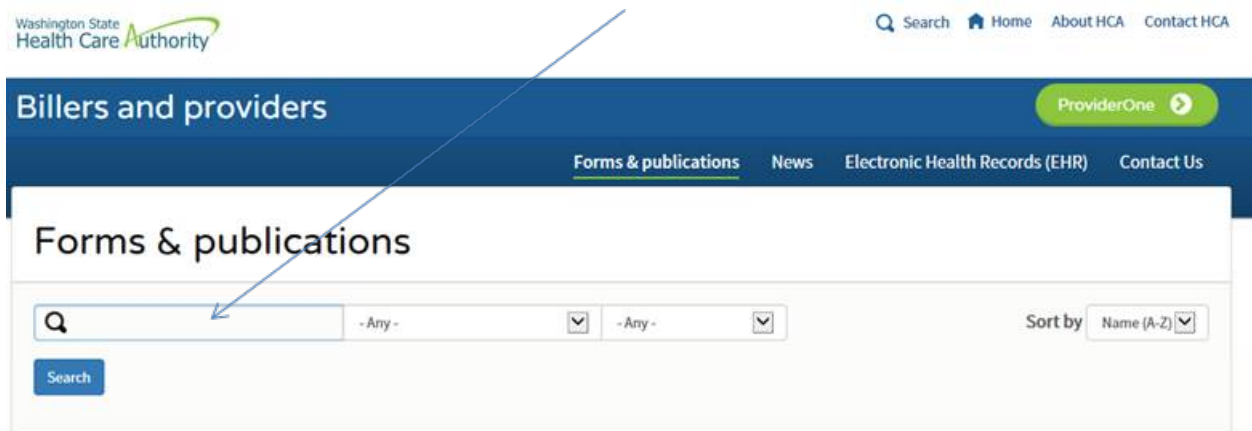 Washington State
Health Care Authority
Search Home About HCA Contact HCA
Billers and providers
ProviderOne
Forms & publications News Electronic Health Records (EHR) Contact Us
Forms & publications
- Any - - Any - Sort by Name (A-Z)
Search